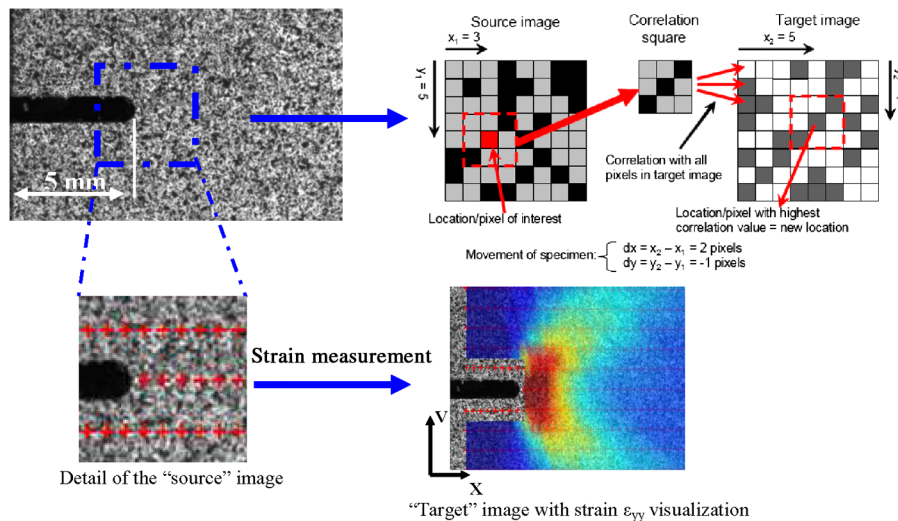 Source image
Correlation square
Target image
x₁ = 3
x₂ = 5
y₁ = 5
5 mm
Correlation with all
pixels in target image
Location/pixel of interest
Location/pixel with highest
correlation value = new location
Movement of specimen:
dx = x₂ – x₁ = 2 pixels
dy = y₂ – y₁ = -1 pixels
Strain measurement
V
X
Detail of the “source” image
“Target” image with strain εyy visualization